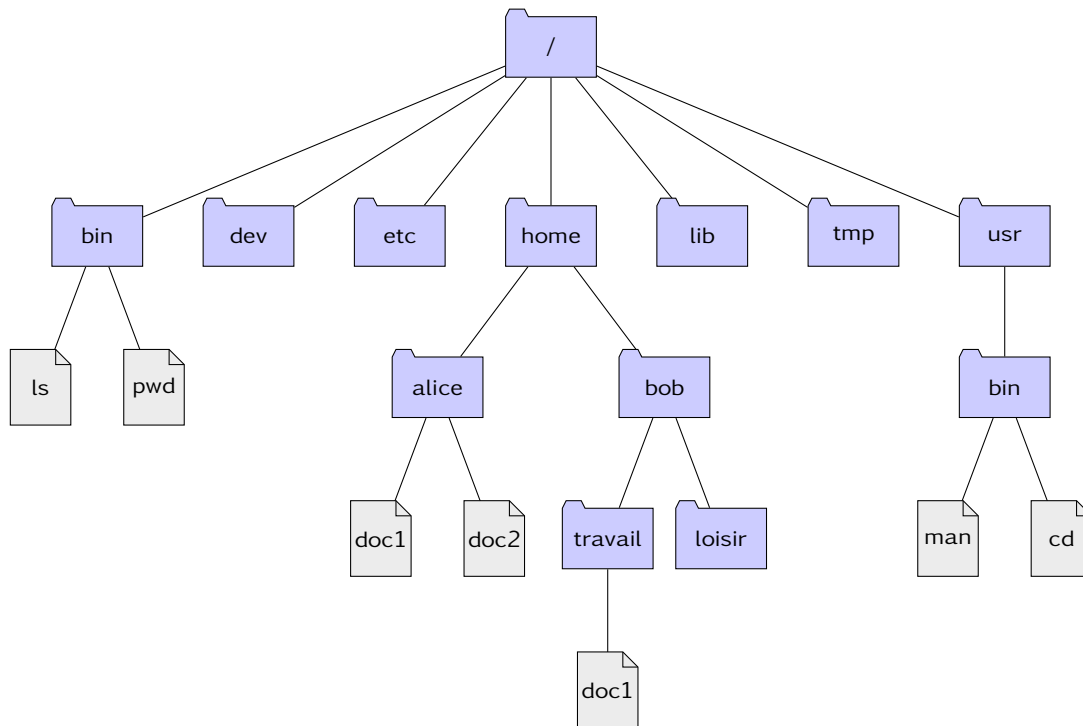 /
bin
dev
etc
home
lib
tmp
usr
ls
pwd
alice
bob
bin
doc1
doc2
travail
loisir
man
cd
doc1